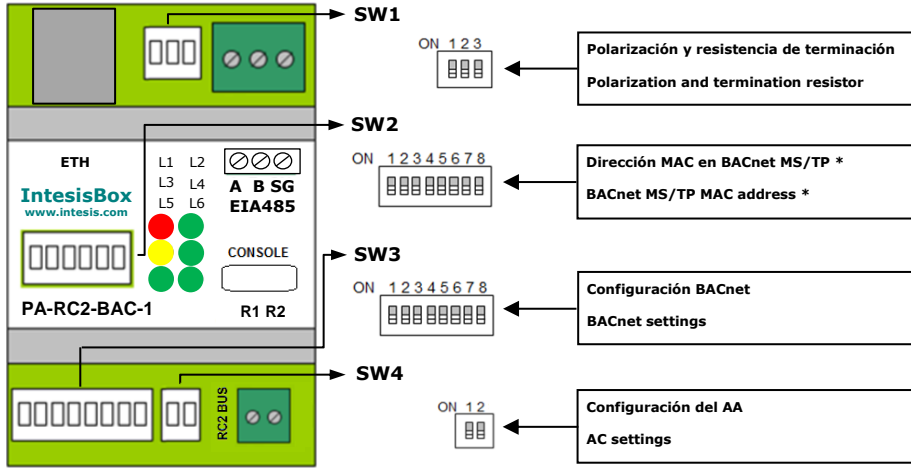 SW1
ON 1 2 3
Polarización y resistencia de terminación
Polarization and termination resistor
SW2
ON 1 2 3 4 5 6 7 8
Dirección MAC en BACnet MS/TP *
BACnet MS/TP MAC address *
ETH
L1 L2
L3 L4
L5 L6
A B SG
EIA485
IntesisBox
www.intesis.com
CONSOLE
PA-RC2-BAC-1
R1 R2
SW3
ON 1 2 3 4 5 6 7 8
Configuración BACnet
BACnet settings
SW4
RC2 BUS
ON 1 2
Configuración del AA
AC settings